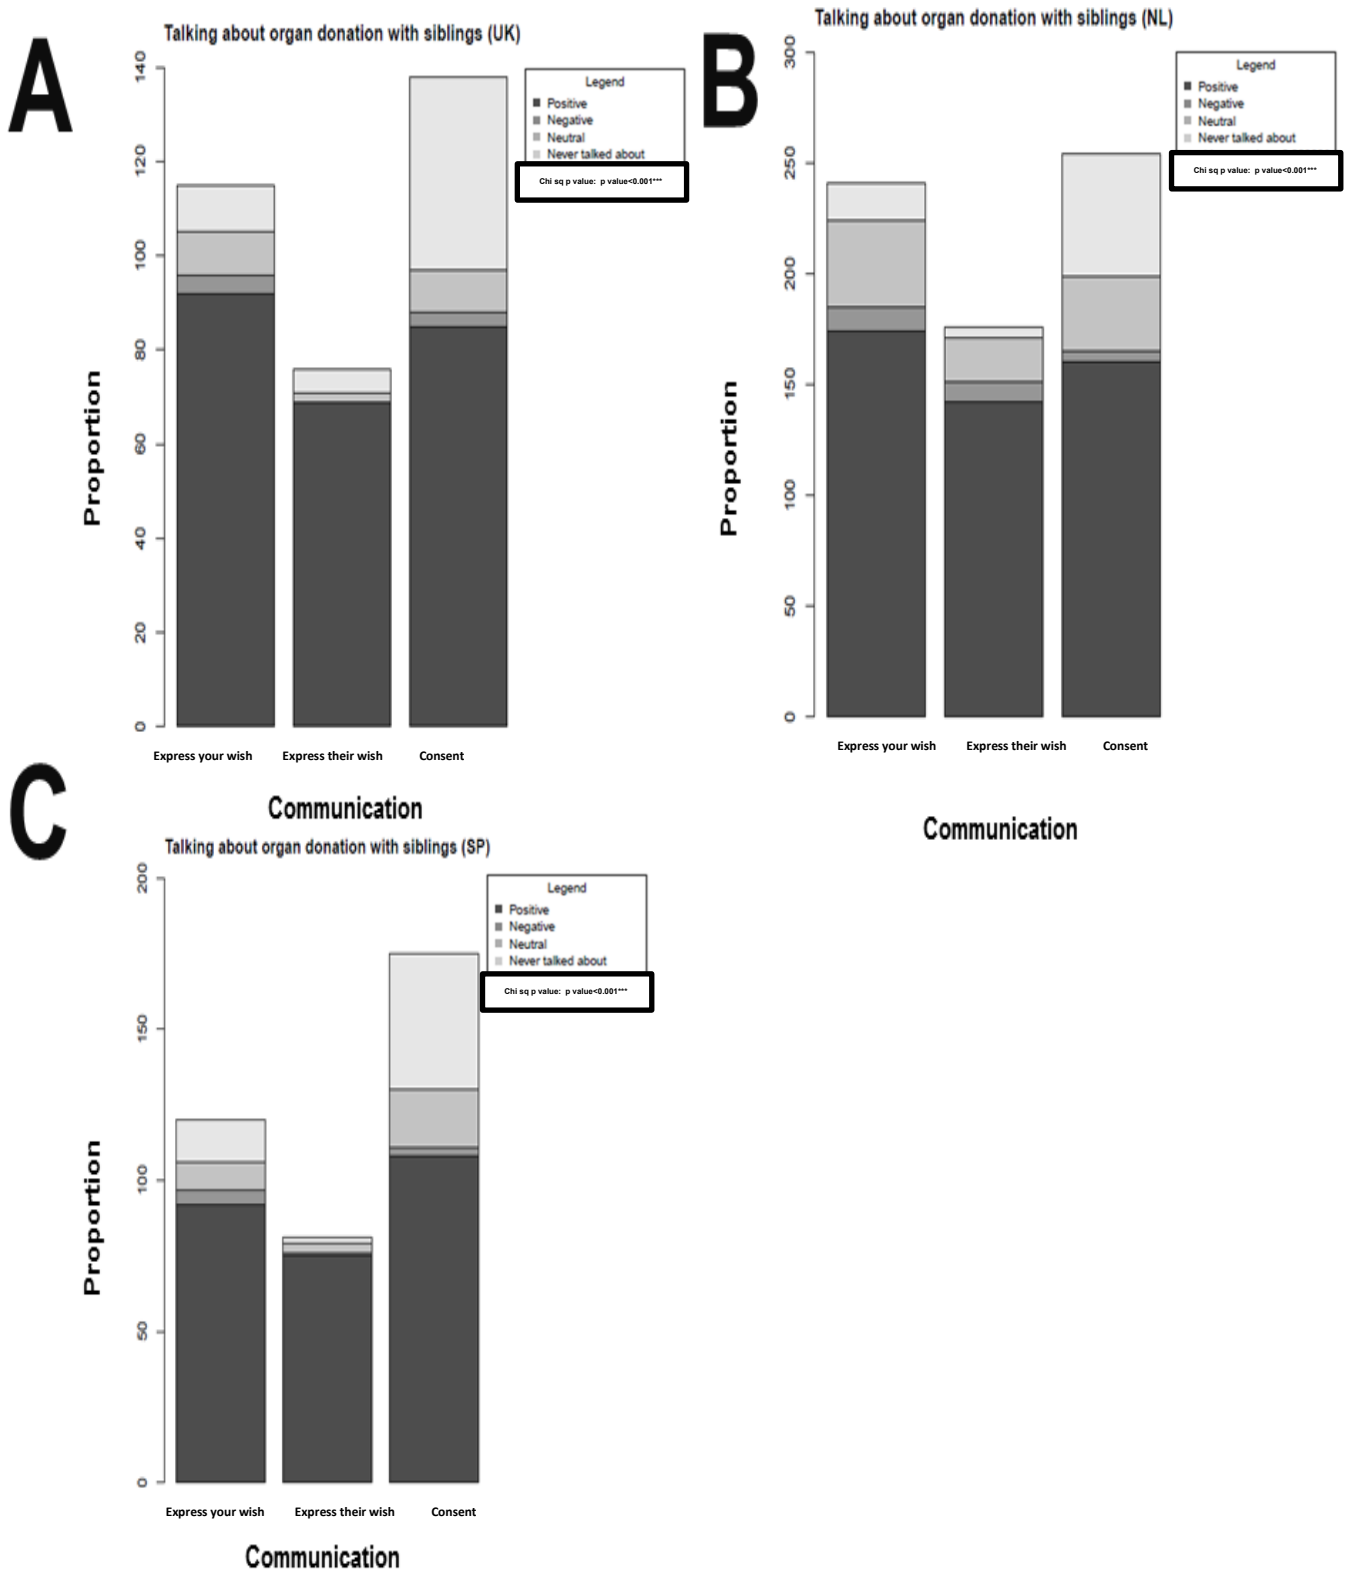 A
Talking about organ donation with siblings (UK)
140
120
100
80
60
40
20
0
Proportion
Legend
Positive
Negative
Neutral
Never talked about
Chi sq p value: p value<0.001***
Express your wish Express their wish Consent
Communication
B
Talking about organ donation with siblings (NL)
300
250
200
150
100
50
0
Proportion
Legend
Positive
Negative
Neutral
Never talked about
Chi sq p value: p value<0.001***
Express your wish Express their wish Consent
Communication
C
Talking about organ donation with siblings (SP)
200
150
100
50
0
Proportion
Legend
Positive
Negative
Neutral
Never talked about
Chi sq p value: p value<0.001***
Express your wish Express their wish Consent
Communication